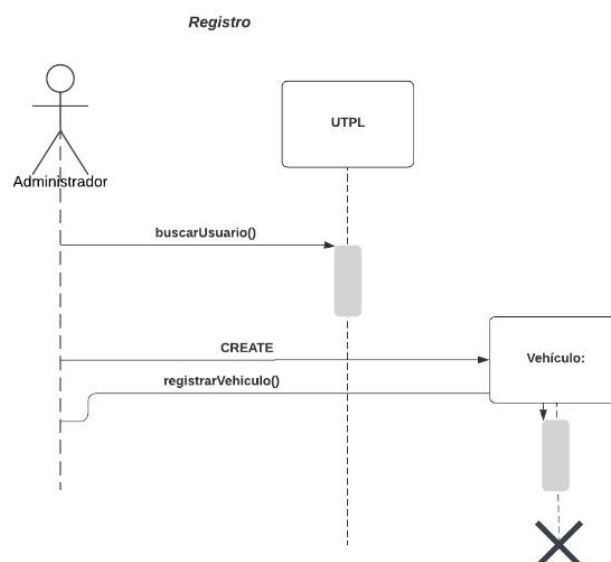 Registro
UTPL
Administrador
buscarUsuario()
CREATE
Vehículo:
registrarVehiculo()